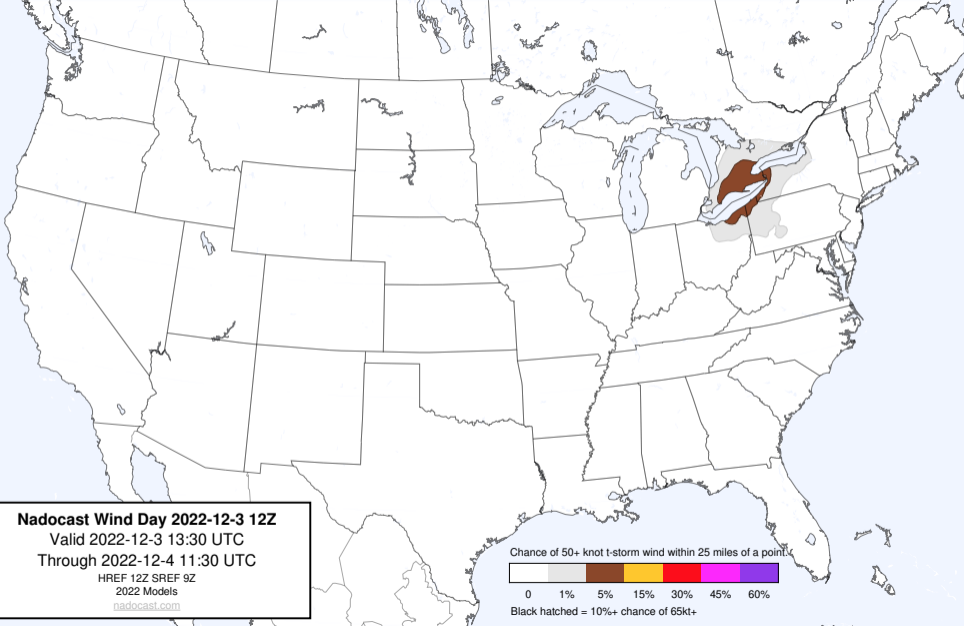 Nadocast Wind Day 2022-12-3 12Z
Valid 2022-12-3 13:30 UTC
Through 2022-12-4 11:30 UTC
HREF 12Z SREF 9Z
2022 Models
nadocast.com
Chance of 50+ knot t-storm wind within 25 miles of a point.
0 1% 5% 15% 30% 45% 60%
Black hatched = 10%+ chance of 65kt+